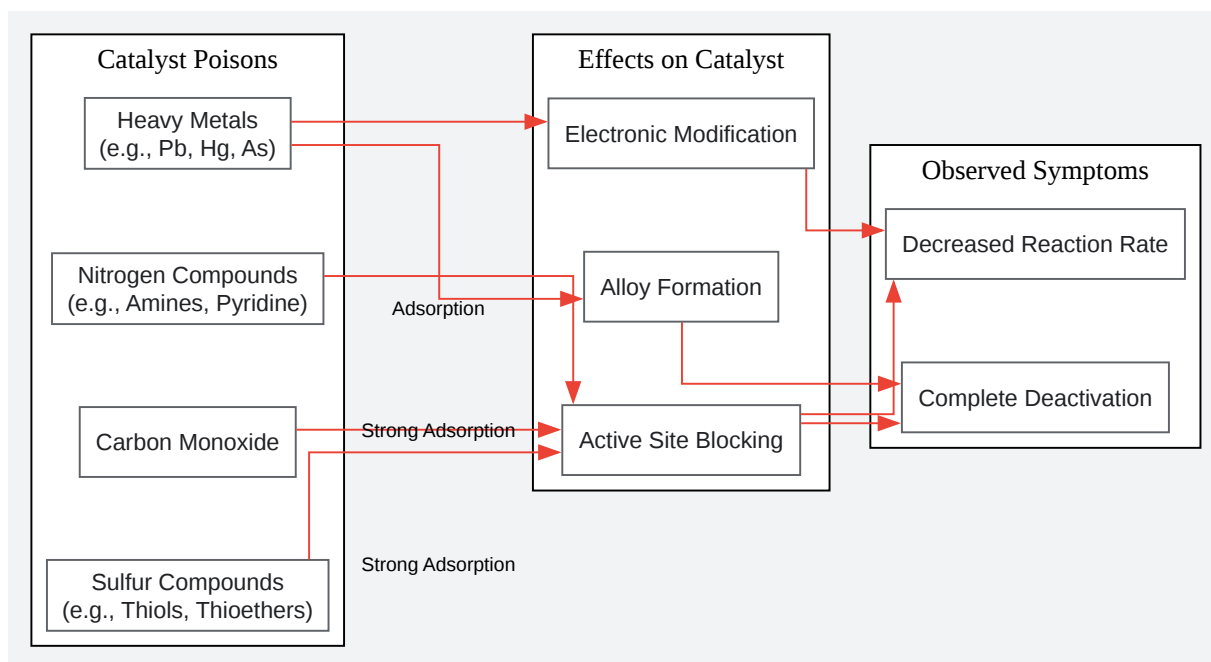 Catalyst Poisons
Heavy Metals
(e.g., Pb, Hg, As)
Nitrogen Compounds
(e.g., Amines, Pyridine)
Carbon Monoxide
Sulfur Compounds
(e.g., Thiols, Thioethers)
Adsorption
Strong Adsorption
Strong Adsorption
Effects on Catalyst
Electronic Modification
Alloy Formation
Active Site Blocking
Observed Symptoms
Decreased Reaction Rate
Complete Deactivation